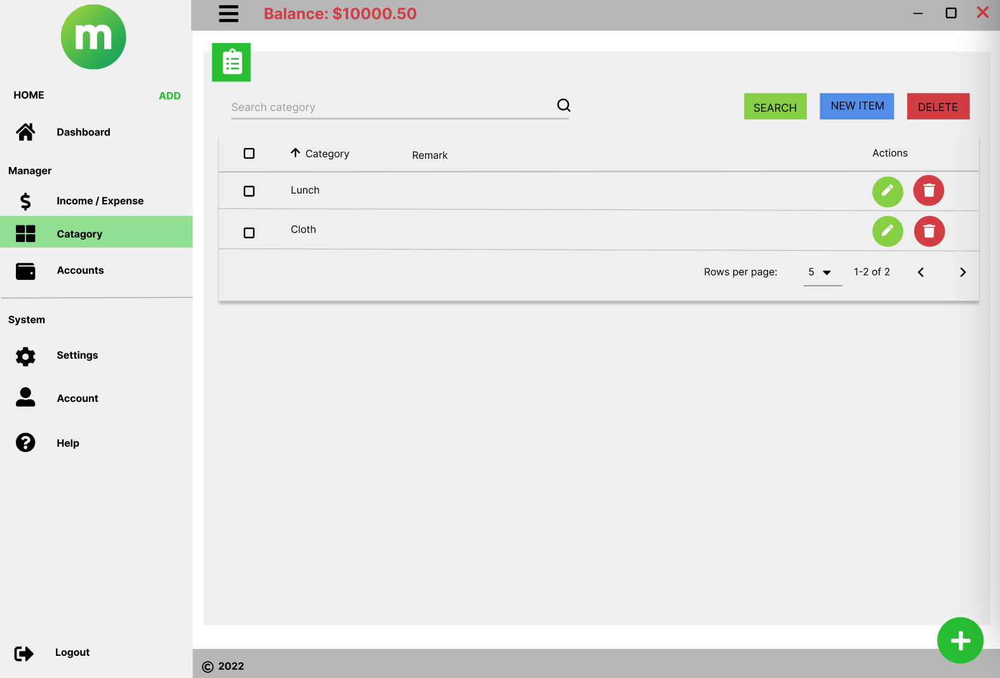 m
Balance: $10000.50
HOME
ADD
Dashboard
Manager
Income / Expense
Catagory
Accounts
System
Settings
Account
Help
Logout
Search category
SEARCH
NEW ITEM
DELETE
Category
Remark
Actions
Lunch
Cloth
Rows per page:
5
1-2 of 2
© 2022